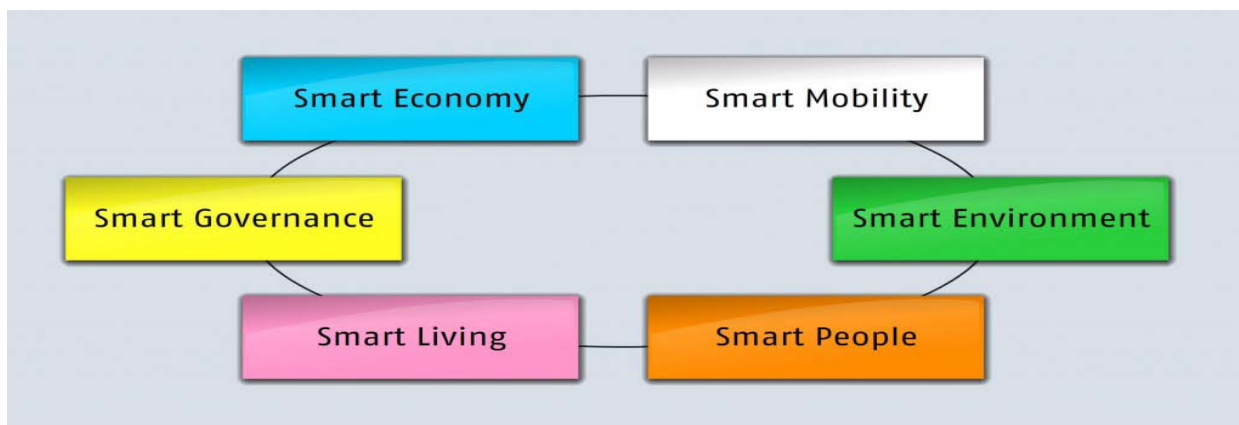 Smart Economy
Smart Mobility
Smart Governance
Smart Environment
Smart Living
Smart People